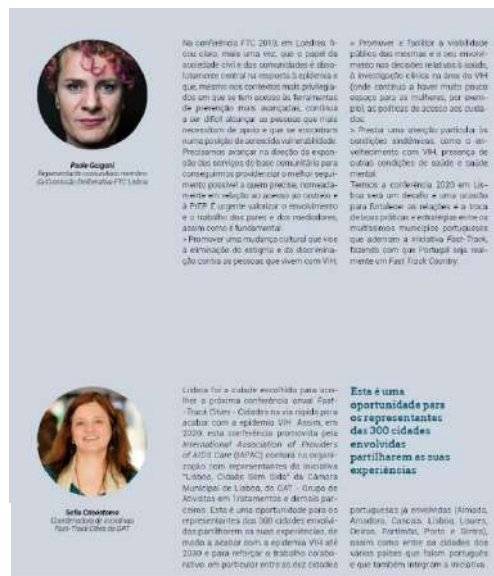 Na conferência FTC 2019, em Londres fi-
cou claro, mais uma vez, que o papel da
sociedade civil e das comunidades é abso-
lutamente central na resposta à epidemia e
que, mesmo nos contextos mais privilegia-
dos em que se tem acesso às ferramentas
de prevenção mais avançadas, continua
a ser difícil alcançar as pessoas que mais
necessitam de apoio e que se encontram
numa posição de acrescida vulnerabilidade.
Precisamos avançar na direção da expan-
são dos serviços de base comunitária para
conseguirmos providenciar o melhor segui-
mento possível a quem precise, nomeada-
mente em relação ao acesso ao rastreio e
à PrEP. É urgente valorizar o envolvimento
e o trabalho dos pares e dos mediadores,
assim como é fundamental:
» Promover uma mudança cultural que vise
a eliminação do estigma e da discrimina-
ção contra as pessoas que vivem com VIH;
» Promover e facilitar a visibilidade
pública das mesmas e o seu envolvi-
mento nas decisões relativas à saúde,
à investigação clínica na área do VIH
(onde continua a haver muito pouco
espaço para as mulheres, por exem-
plo), às políticas de acesso aos cuida-
dos;
» Prestar uma atenção particular às
condições sindémicas, como o en-
velhecimento com VIH, presença de
outras condições de saúde e saúde
mental.
Termos a conferência 2020 em Lis-
boa será um desafio e uma ocasião
para fortalecer as relações e a troca
de boas práticas e estratégias entre os
muitíssimos municípios portugueses
que aderiram à iniciativa Fast-Track,
fazendo com que Portugal seja real-
mente um Fast Track Country.
Representante comunitário membro
da Comissão Deliberativa FTC Lisboa
Lisboa foi a cidade escolhida para aco-
lher a próxima conferência anual Fast-
-Track Cities - Cidades na via rápida para
acabar com a epidemia VIH. Assim, em
2020, esta conferência promovida pela
International Association of Providers
of AIDS Care (IAPAC) contará na organi-
zação com representantes da iniciativa
"Lisboa, Cidade Sem Sida" da Câmara
Municipal de Lisboa, do GAT - Grupo de
Ativistas em Tratamentos e demais par-
ceiros. Esta é uma oportunidade para os
representantes das 300 cidades envolvi-
das partilharem as suas experiências, de
modo a acabar com a epidemia VIH até
2030 e para reforçar o trabalho colabo-
rativo, em particular entre as dez cidades
Esta é uma
oportunidade para
os representantes
das 300 cidades
envolvidas
partilharem as suas
experiências
portuguesas já envolvidas (Almada,
Amadora, Cascais, Lisboa, Loures,
Oeiras, Portimão, Porto e Sintra),
assim como entre as cidades dos
vários países que falam português
e que também integram a iniciativa.
Sofia
Coordenadora de iniciativas
Fast-Track Cities do GAT